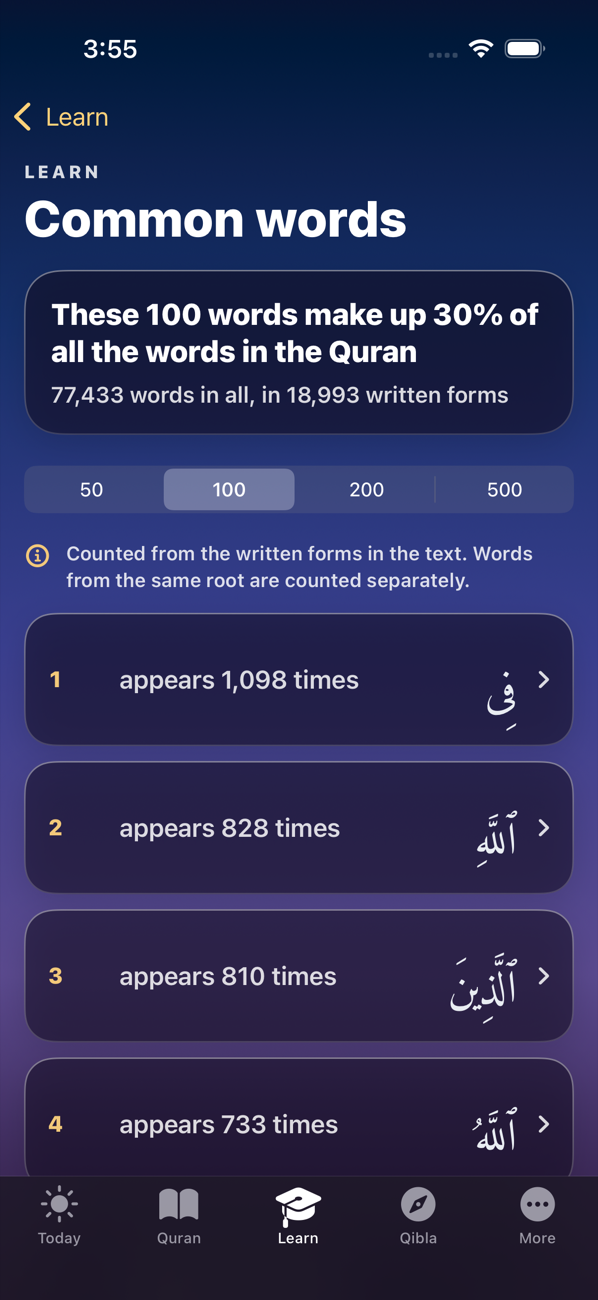 3:55
Learn
LEARN
Common words
These 100 words make up 30% of
all the words in the Quran
77,433 words in all, in 18,993 written forms
50 100 200 500
Counted from the written forms in the text. Words
from the same root are counted separately.
1 appears 1,098 times فِى
2 appears 828 times ٱللَّهِ
3 appears 810 times ٱلَّذِينَ
4 appears 733 times ٱللَّهُ
Today Quran Learn Qibla More